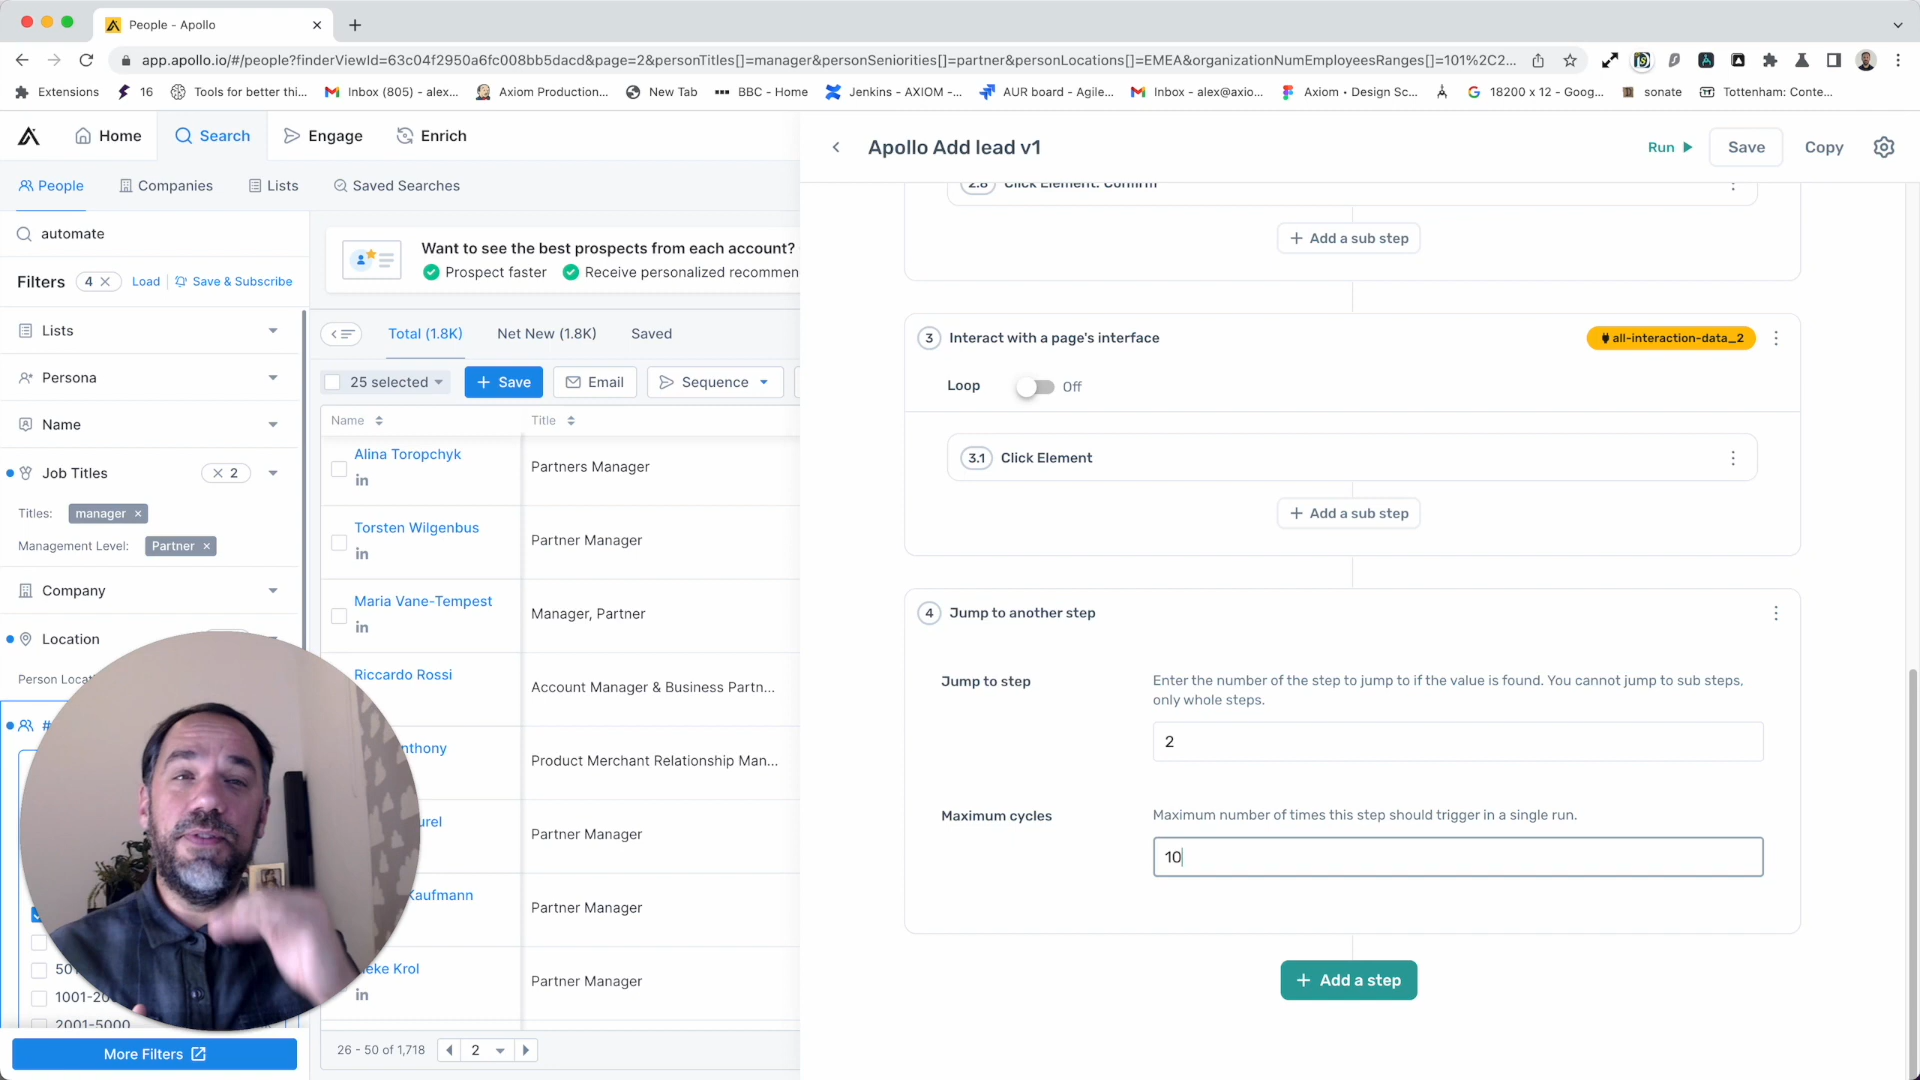 People - Apollo
app.apollo.io/#/people?finderViewId=63c04f2950a6fc008bb5dacd&page=2&personTitles[]=manager&personSeniorities[]=partner&personLocations[]=EMEA&organizationNumEmployeesRanges[]=101%2C2...
Extensions
16
Tools for better thi...
Inbox (805) - alex...
Axiom Production...
New Tab
BBC - Home
Jenkins - AXIOM -...
AUR board - Agile...
Inbox - alex@axio...
Axiom • Design Sc...
18200 x 12 - Goog...
sonate
Tottenham: Conte...
Home
Search
Engage
Enrich
People
Companies
Lists
Saved Searches
automate
Filters
4
Load
Save & Subscribe
Lists
Persona
Name
Job Titles
2
Titles:
manager
Management Level:
Partner
Company
Location
Person Locat
#
50
1001-20
2001-5000
More Filters
Want to see the best prospects from each account?
Prospect faster
Receive personalized recommen
Total (1.8K)
Net New (1.8K)
Saved
25 selected
+ Save
Email
Sequence
Name
Title
Alina Toropchyk
in
Partners Manager
Torsten Wilgenbus
in
Partner Manager
Maria Vane-Tempest
in
Manager, Partner
Riccardo Rossi
Account Manager & Business Partn...
nthony
Product Merchant Relationship Man...
urel
Partner Manager
Kaufmann
Partner Manager
eke Krol
in
Partner Manager
26 - 50 of 1,718
2
Apollo Add lead v1
Run
Save
Copy
2.8 Click Element: Confirm
+ Add a sub step
3 Interact with a page's interface
all-interaction-data_2
Loop
Off
3.1 Click Element
+ Add a sub step
4 Jump to another step
Jump to step
Enter the number of the step to jump to if the value is found. You cannot jump to sub steps,
only whole steps.
2
Maximum cycles
Maximum number of times this step should trigger in a single run.
10
+ Add a step